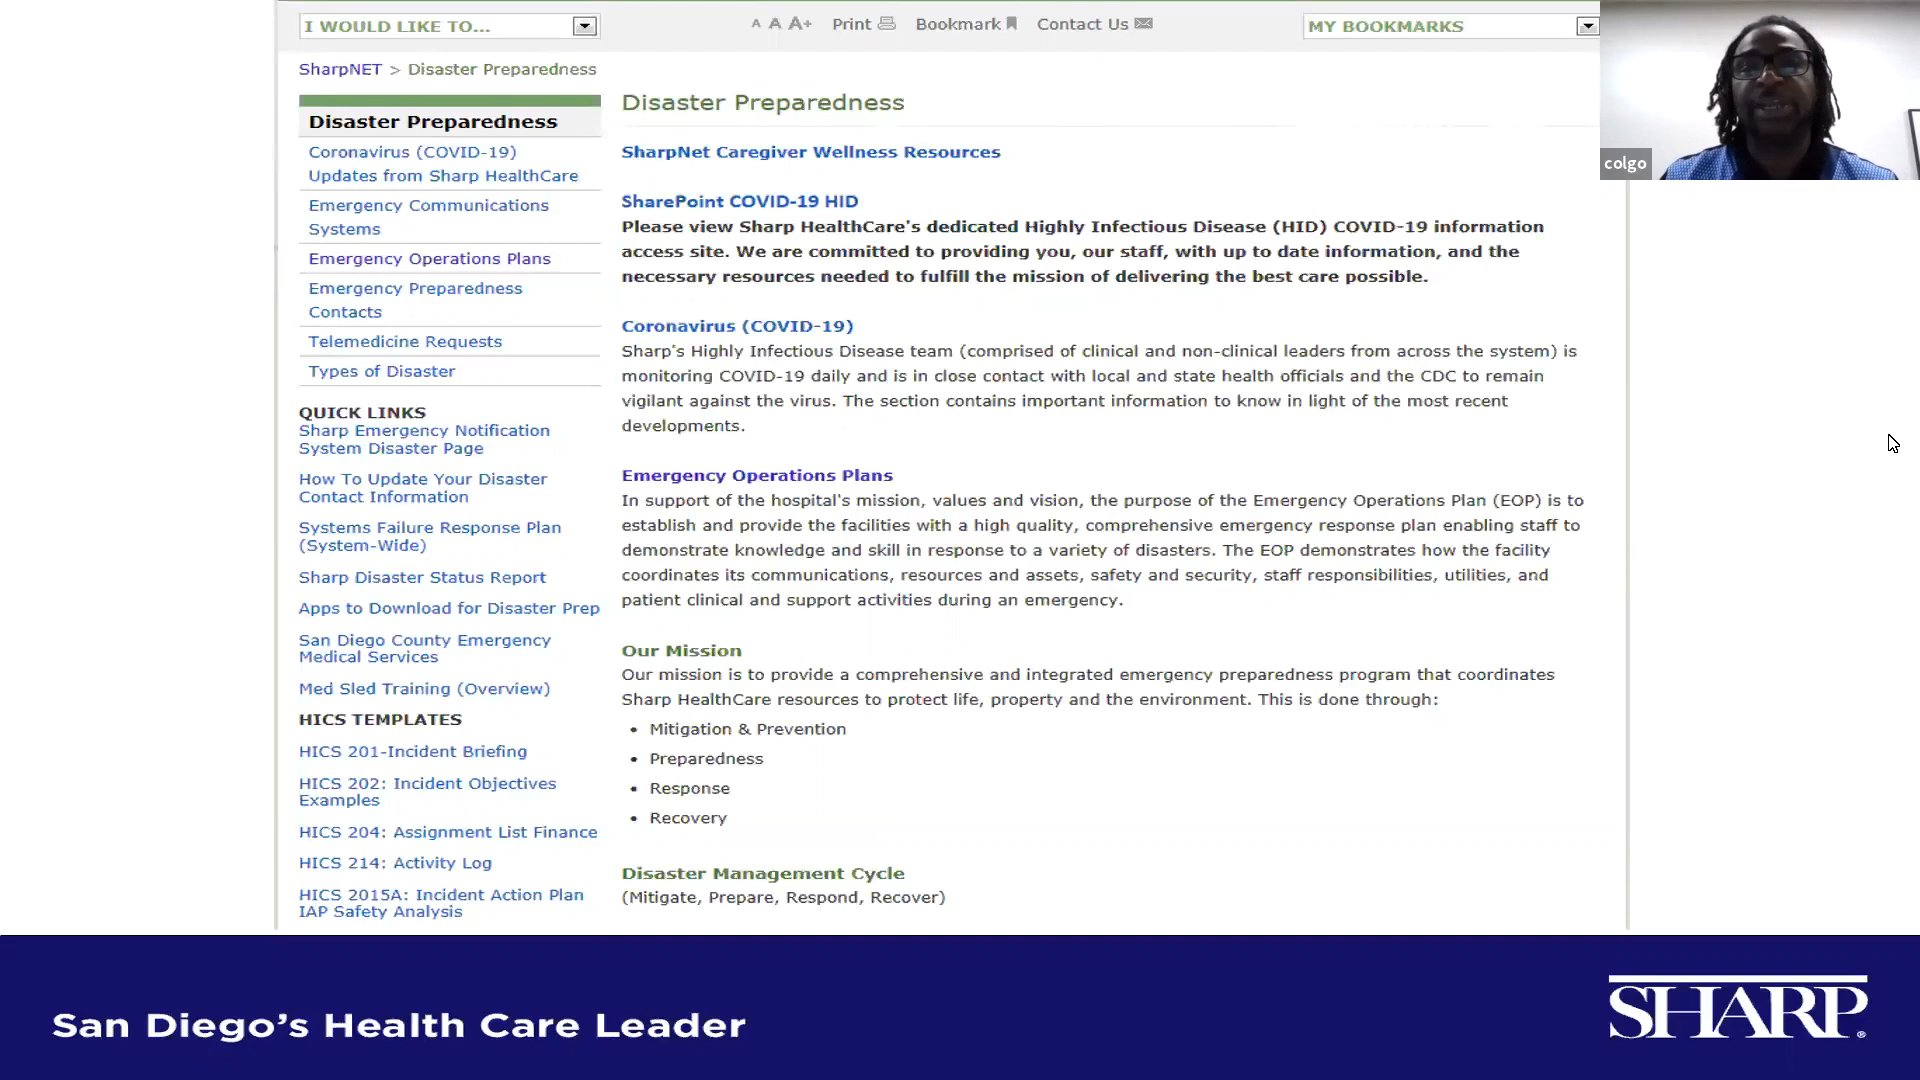 I WOULD LIKE TO...
A A A+ Print Bookmark Contact Us
MY BOOKMARKS
SharpNET > Disaster Preparedness
Disaster Preparedness
Coronavirus (COVID-19)
Updates from Sharp HealthCare
Emergency Communications
Systems
Emergency Operations Plans
Emergency Preparedness
Contacts
Telemedicine Requests
Types of Disaster
QUICK LINKS
Sharp Emergency Notification
System Disaster Page
How To Update Your Disaster
Contact Information
Systems Failure Response Plan
(System-Wide)
Sharp Disaster Status Report
Apps to Download for Disaster Prep
San Diego County Emergency
Medical Services
Med Sled Training (Overview)
HICS TEMPLATES
HICS 201-Incident Briefing
HICS 202: Incident Objectives
Examples
HICS 204: Assignment List Finance
HICS 214: Activity Log
HICS 2015A: Incident Action Plan
IAP Safety Analysis
Disaster Preparedness
SharpNet Caregiver Wellness Resources
SharePoint COVID-19 HID
Please view Sharp HealthCare's dedicated Highly Infectious Disease (HID) COVID-19 information
access site. We are committed to providing you, our staff, with up to date information, and the
necessary resources needed to fulfill the mission of delivering the best care possible.
Coronavirus (COVID-19)
Sharp's Highly Infectious Disease team (comprised of clinical and non-clinical leaders from across the system) is
monitoring COVID-19 daily and is in close contact with local and state health officials and the CDC to remain
vigilant against the virus. The section contains important information to know in light of the most recent
developments.
Emergency Operations Plans
In support of the hospital's mission, values and vision, the purpose of the Emergency Operations Plan (EOP) is to
establish and provide the facilities with a high quality, comprehensive emergency response plan enabling staff to
demonstrate knowledge and skill in response to a variety of disasters. The EOP demonstrates how the facility
coordinates its communications, resources and assets, safety and security, staff responsibilities, utilities, and
patient clinical and support activities during an emergency.
Our Mission
Our mission is to provide a comprehensive and integrated emergency preparedness program that coordinates
Sharp HealthCare resources to protect life, property and the environment. This is done through:
• Mitigation & Prevention
• Preparedness
• Response
• Recovery
Disaster Management Cycle
(Mitigate, Prepare, Respond, Recover)
colgo
San Diego's Health Care Leader
SHARP®